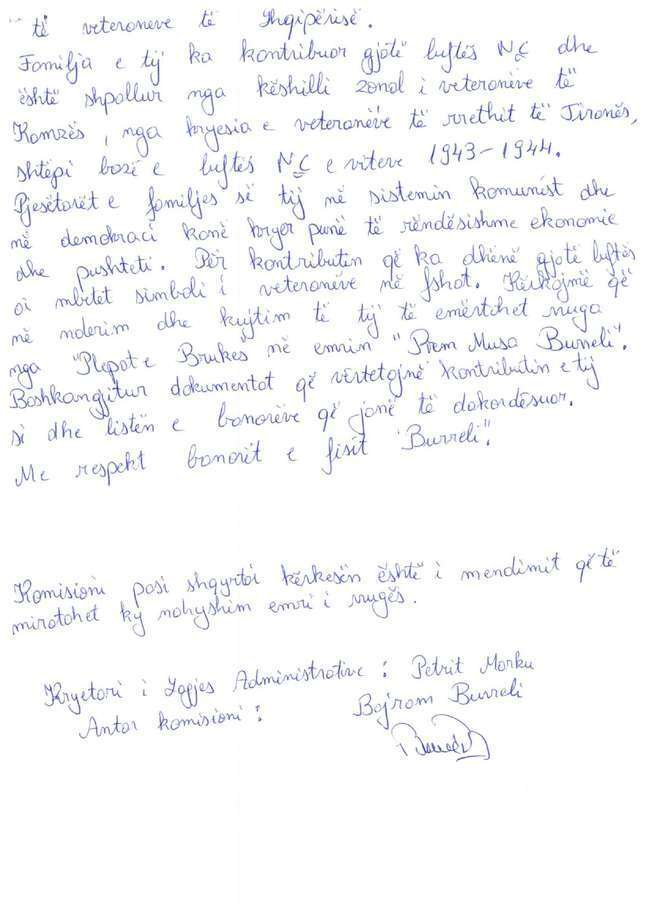 të veteroneve të Shqipërisë.
Familja e tij ka kontribuor gjatë luftës NÇ dhe
është shpallur nga këshilli zonal i veteranëve të
Kamzës, nga kryesia e veteranëve të rrethit të Tiranës,
shtëpi bazë e luftës NÇ e viteve 1943-1944.
Pjesëtarët e familjes së tij në sistemin komunist dhe
në demokraci kanë kryer punë të rëndësishme ekonomie
dhe pushteti. Për kontributin që ka dhënë gjatë luftës
ai mbetet simboli i veteranëve në fshat. Kërkojmë që
në nderim dhe kujtim të tij të emërtohet rruga
nga "Plepat e Brukës" në emrin "Prem Musa Burreli".
Bashkangjitur dokumentat që vërtetojnë kontributin e tij
si dhe listën e banorëve që janë të dakordësuar.
Me respekt banorët e fisit "Burreli".
Komisioni pasi shqyrtoi kërkesën është i mendimit që të
miratohet ky ndryshim emri i rrugës.
Kryetari i Zgjes Administrative: Petrit Marku
Antar komisioni: Bajram Burreli